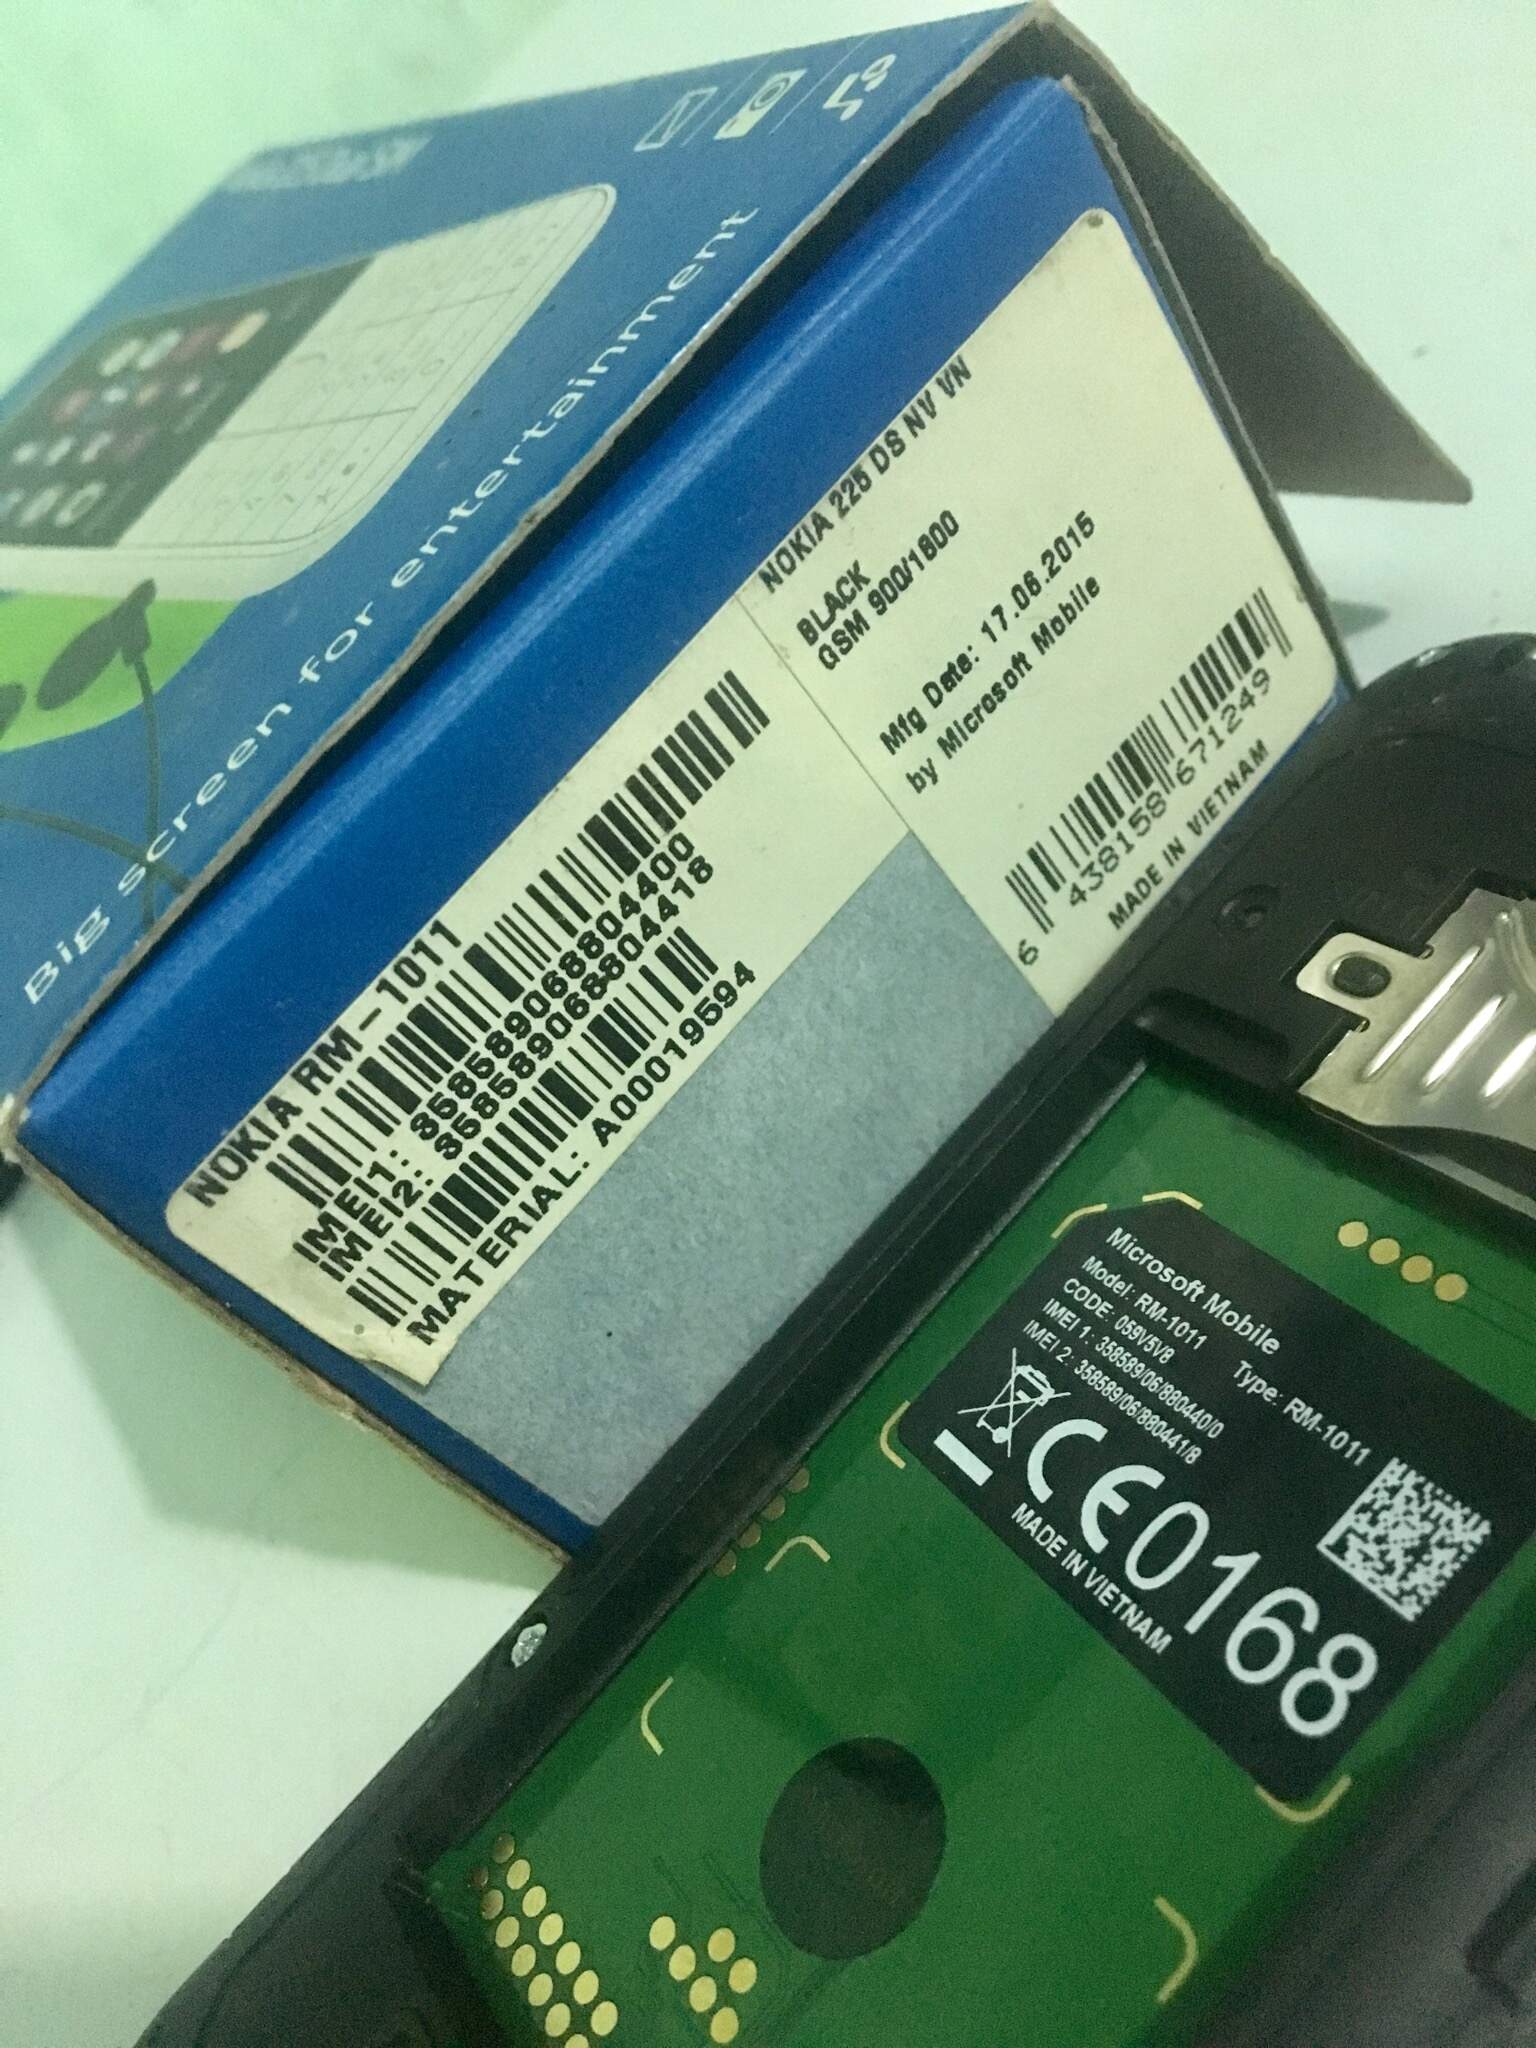 Big screen for entertainment
NOKIA 225 DS NV VN
BLACK
GSM 900/1800
Mfg Date: 17.06.2015
by Microsoft Mobile
6 438158 671249
MADE IN VIETNAM
NOKIA RM-1011
IMEI1: 358589068804400
IMEI2: 358589068804418
MATERIAL: A00019594
Microsoft Mobile
Model: RM-1011 Type: RM-1011
CODE: 059V5V8
IMEI 1: 358589/06/880440/0
IMEI 2: 358589/06/880441/8
CE0168
MADE IN VIETNAM